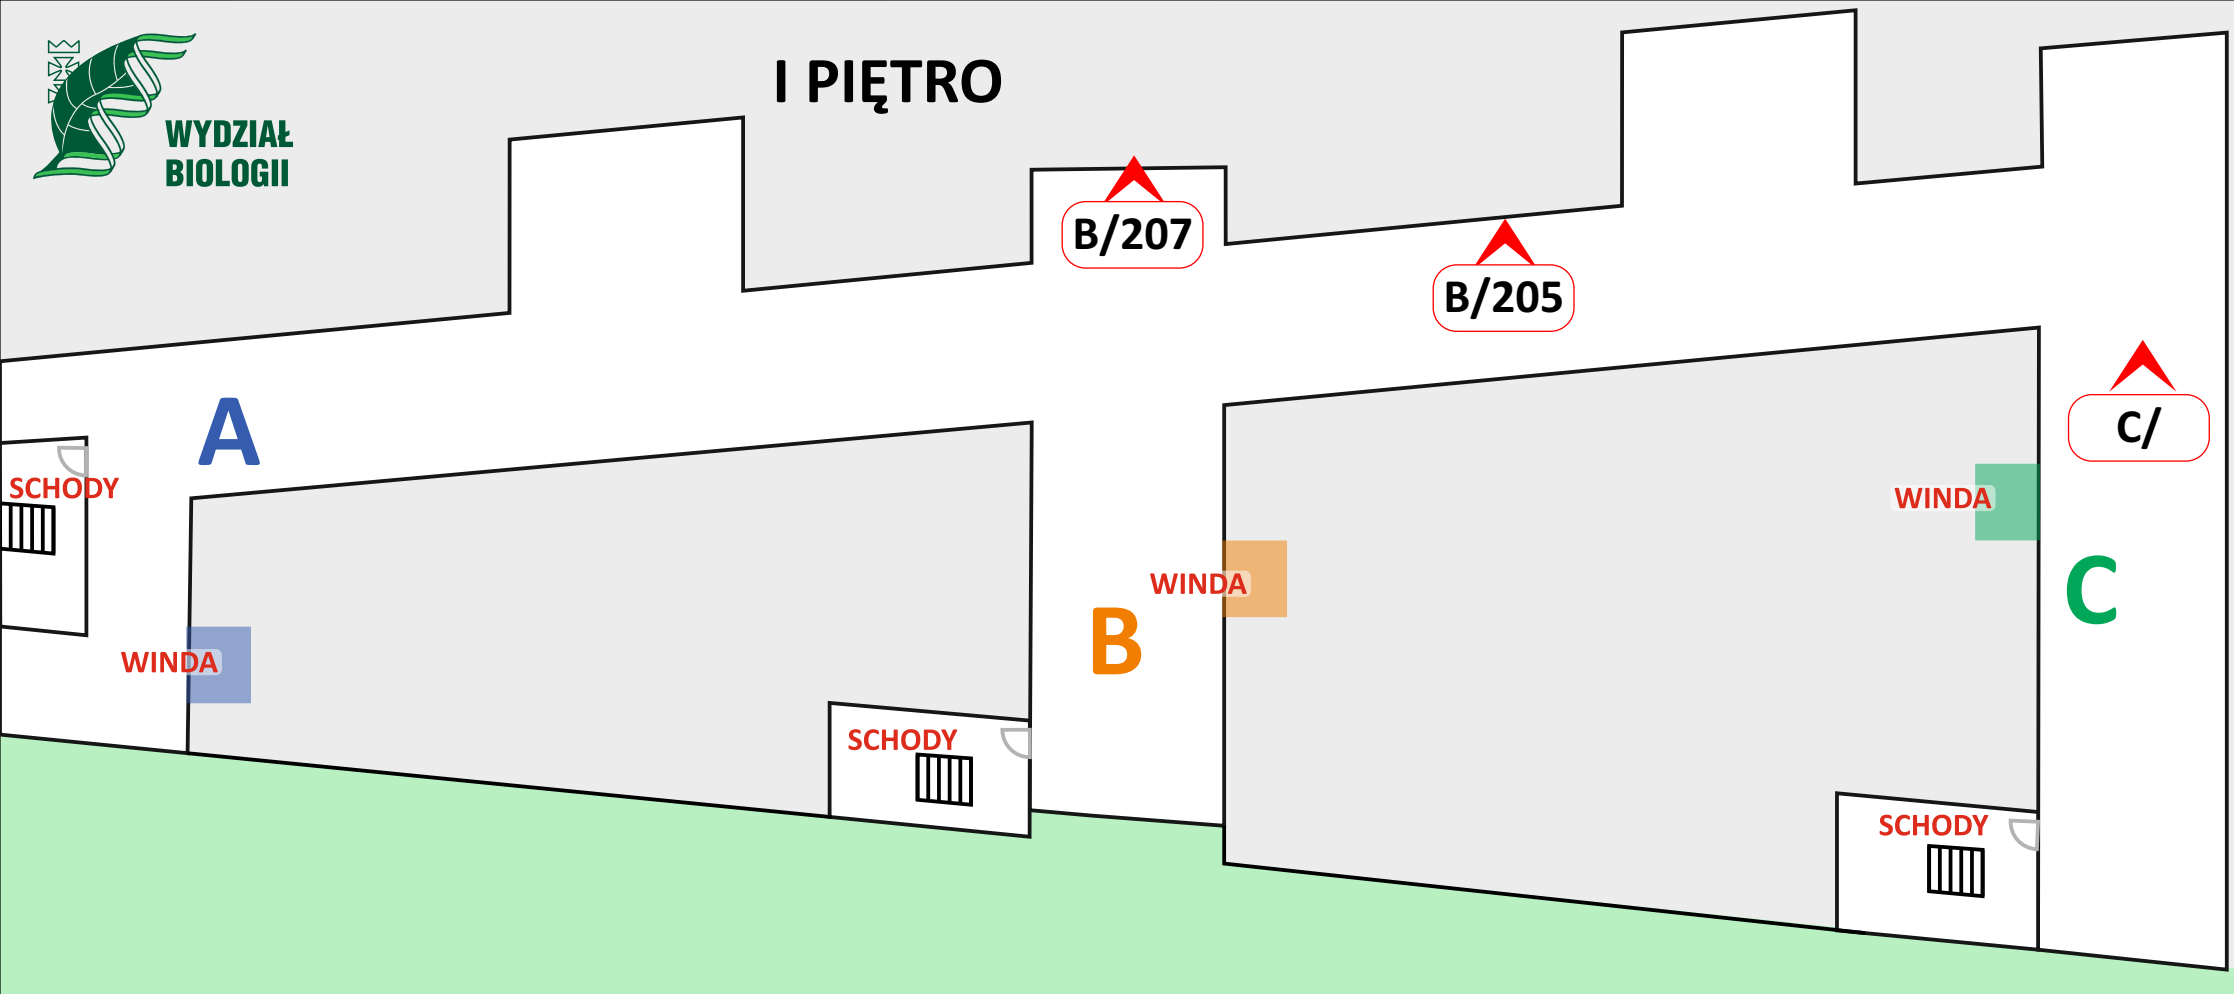 I PIĘTRO
WYDZIAŁ
BIOLOGII
B/207
B/205
A
C/
SCHODY
WINDA
WINDA
B
C
WINDA
SCHODY
SCHODY